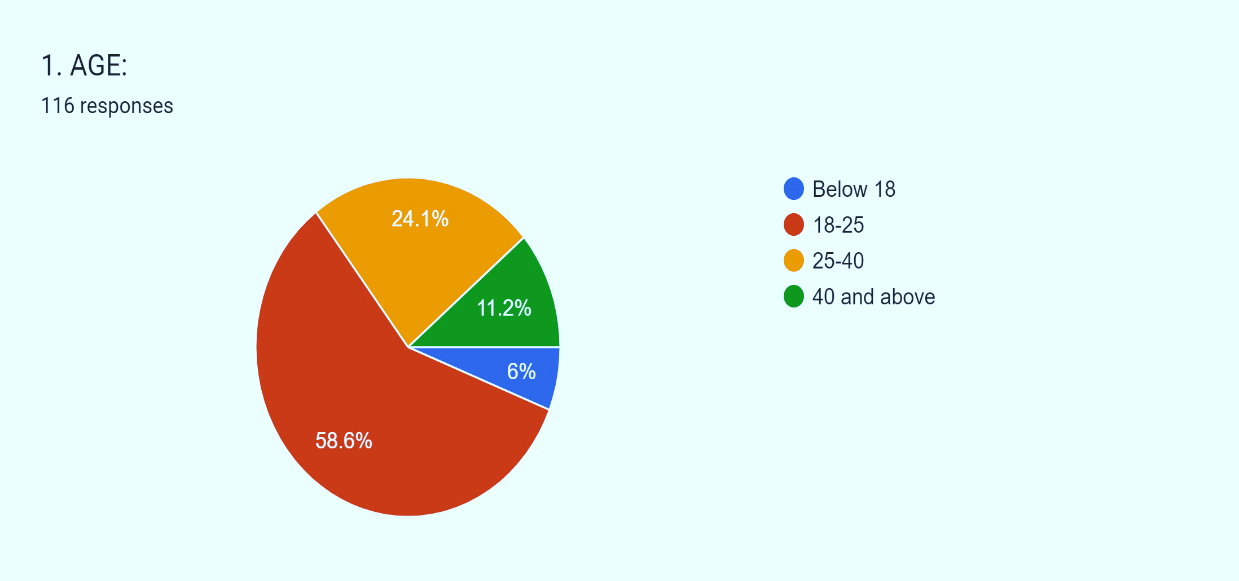 1. AGE:
116 responses
24.1%
11.2%
6%
58.6%
Below 18
18-25
25-40
40 and above